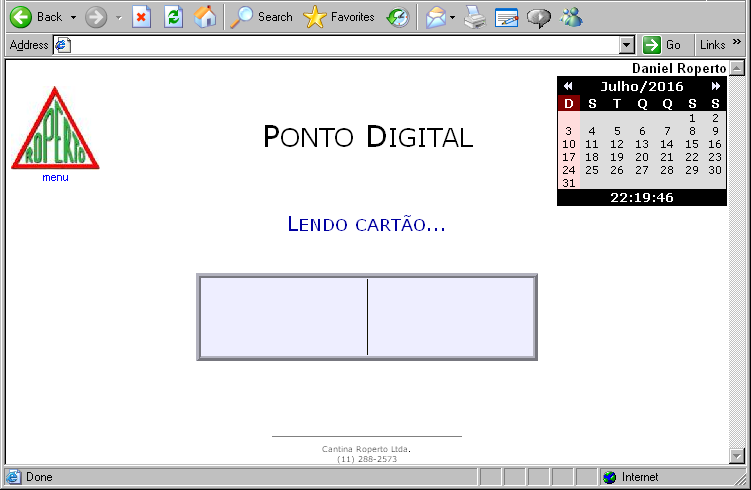 Back Search Favorites
Address Go Links »
Daniel Roperto
Julho/2016
D S T Q Q S S
1 2
3 4 5 6 7 8 9
10 11 12 13 14 15 16
17 18 19 20 21 22 23
24 25 26 27 28 29 30
31
22:19:46
ROPERTO
menu
PONTO DIGITAL
LENDO CARTÃO...
Cantina Roperto Ltda.
(11) 288-2573
Done Internet